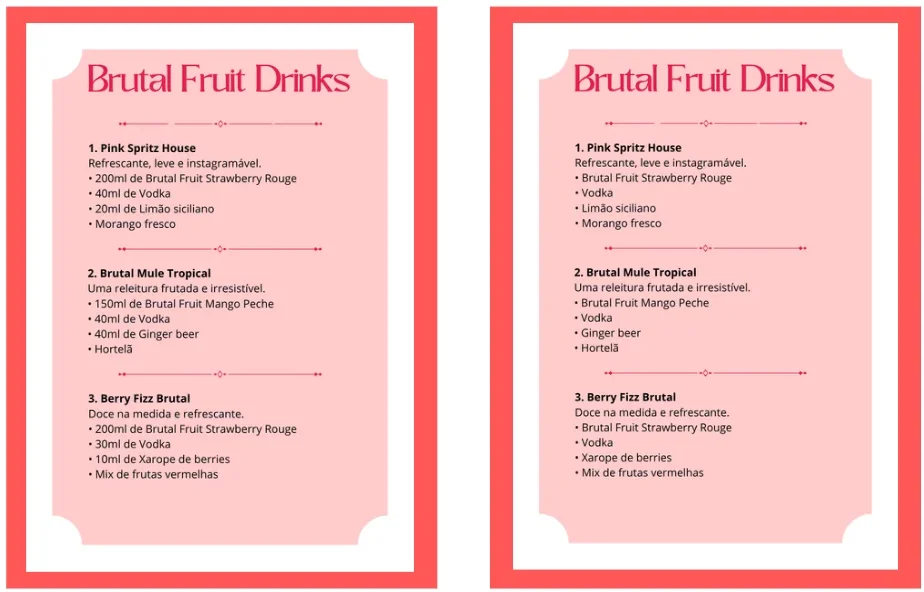 Brutal Fruit Drinks
1. Pink Spritz House
Refrescante, leve e instagramável.
• 200ml de Brutal Fruit Strawberry Rouge
• 40ml de Vodka
• 20ml de Limão siciliano
• Morango fresco
2. Brutal Mule Tropical
Uma releitura frutada e irresistível.
• 150ml de Brutal Fruit Mango Peche
• 40ml de Vodka
• 40ml de Ginger beer
• Hortelã
3. Berry Fizz Brutal
Doce na medida e refrescante.
• 200ml de Brutal Fruit Strawberry Rouge
• 30ml de Vodka
• 10ml de Xarope de berries
• Mix de frutas vermelhas
Brutal Fruit Drinks
1. Pink Spritz House
Refrescante, leve e instagramável.
• Brutal Fruit Strawberry Rouge
• Vodka
• Limão siciliano
• Morango fresco
2. Brutal Mule Tropical
Uma releitura frutada e irresistível.
• Brutal Fruit Mango Peche
• Vodka
• Ginger beer
• Hortelã
3. Berry Fizz Brutal
Doce na medida e refrescante.
• Brutal Fruit Strawberry Rouge
• Vodka
• Xarope de berries
• Mix de frutas vermelhas